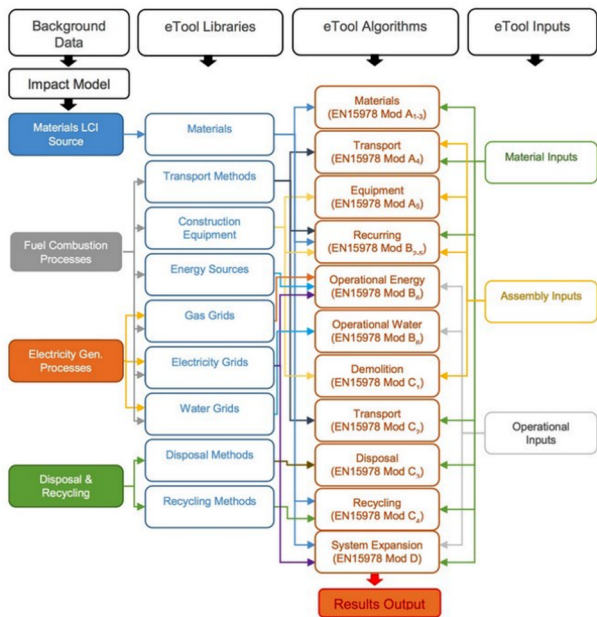 Background
Data
eTool Libraries
eTool Algorithms
eTool Inputs
Impact Model
Materials LCI
Source
Fuel Combustion
Processes
Electricity Gen.
Processes
Disposal &
Recycling
Materials
Transport Methods
Construction
Equipment
Energy Sources
Gas Grids
Electricity Grids
Water Grids
Disposal Methods
Recycling Methods
Materials
(EN15978 Mod A1-3)
Transport
(EN15978 Mod A4)
Equipment
(EN15978 Mod A5)
Recurring
(EN15978 Mod B2-4)
Operational Energy
(EN15978 Mod B6)
Operational Water
(EN15978 Mod B6)
Demolition
(EN15978 Mod C1)
Transport
(EN15978 Mod C2)
Disposal
(EN15978 Mod C3)
Recycling
(EN15978 Mod C4)
System Expansion
(EN15978 Mod D)
Results Output
Material Inputs
Assembly Inputs
Operational
Inputs